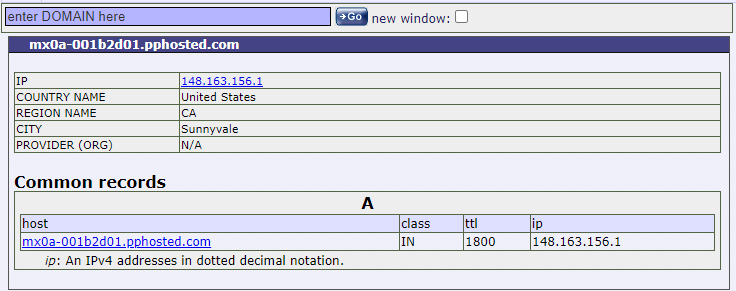 enter DOMAIN here Go new window:
mx0a-001b2d01.pphosted.com
IP 148.163.156.1
COUNTRY NAME United States
REGION NAME CA
CITY Sunnyvale
PROVIDER (ORG) N/A
Common records
A
host class ttl ip
mx0a-001b2d01.pphosted.com IN 1800 148.163.156.1
ip: An IPv4 addresses in dotted decimal notation.